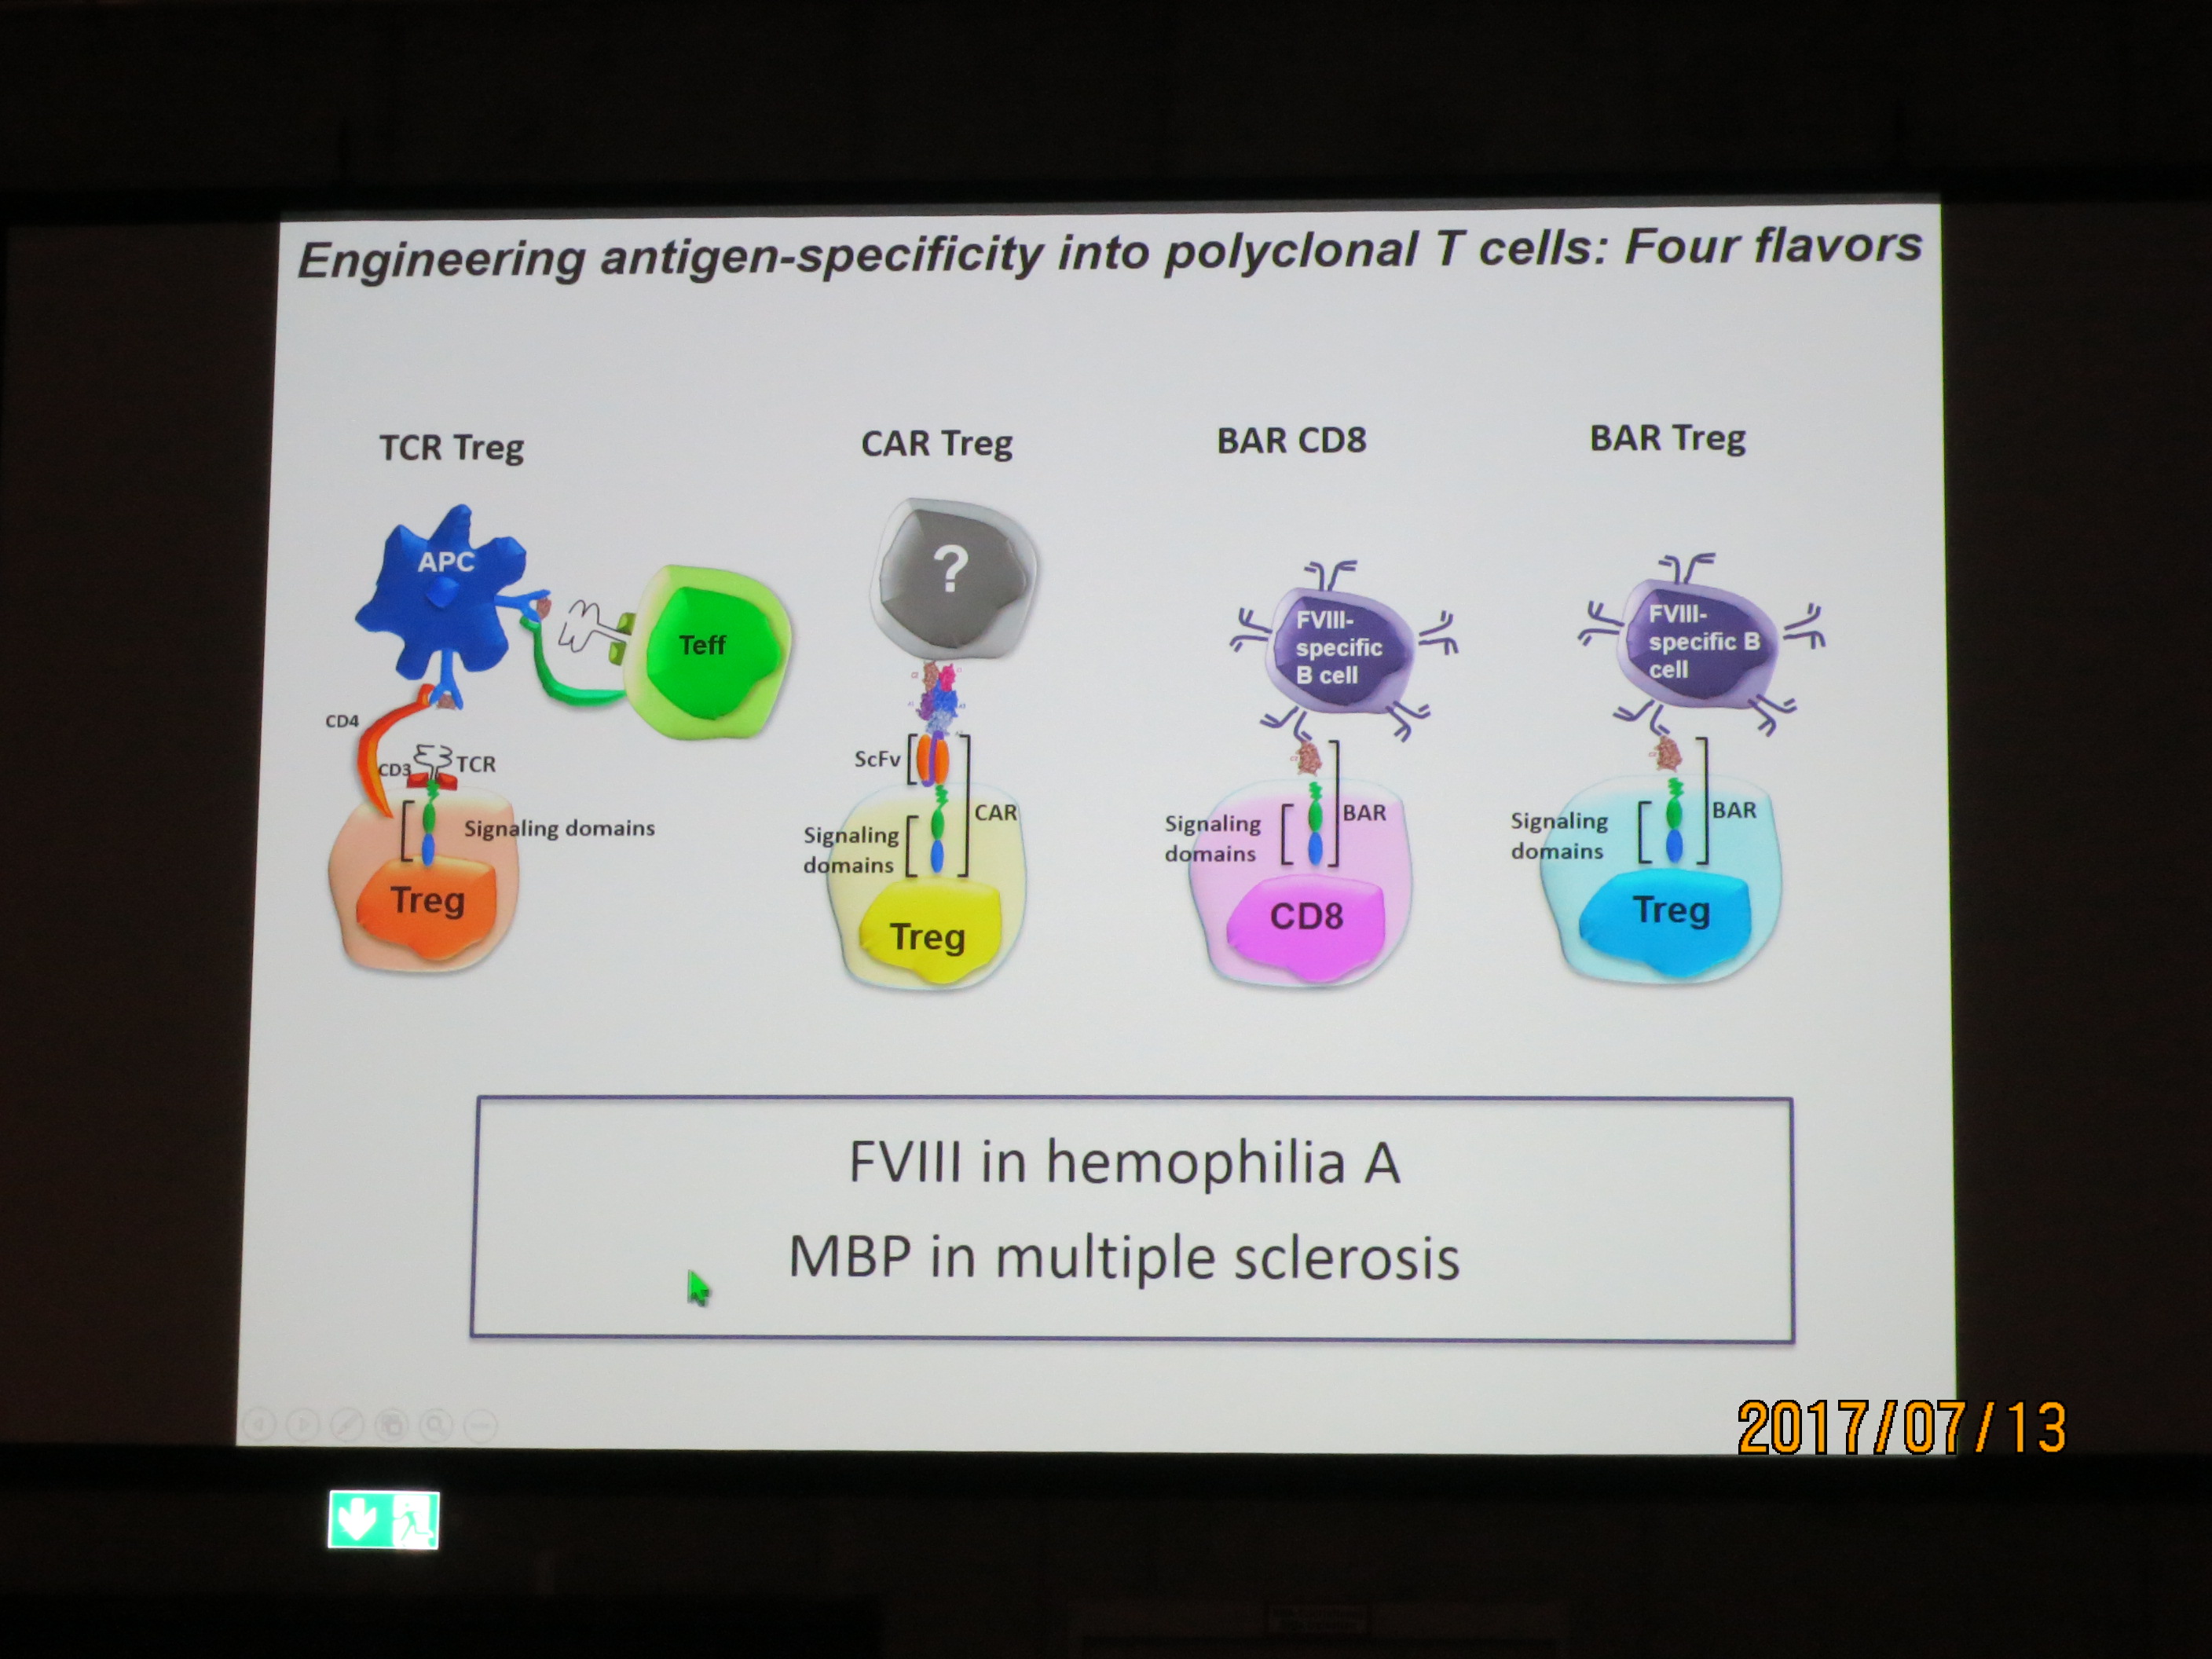 Engineering antigen-specificity into polyclonal T cells: Four flavors
TCR Treg
APC
Teff
CD4
CD3
TCR
Signaling domains
Treg
CAR Treg
?
ScFv
CAR
Signaling
domains
Treg
BAR CD8
FVIII-
specific
B cell
Signaling
domains
BAR
CD8
BAR Treg
FVIII-
specific B
cell
Signaling
domains
BAR
Treg
FVIII in hemophilia A
MBP in multiple sclerosis
2017/07/13